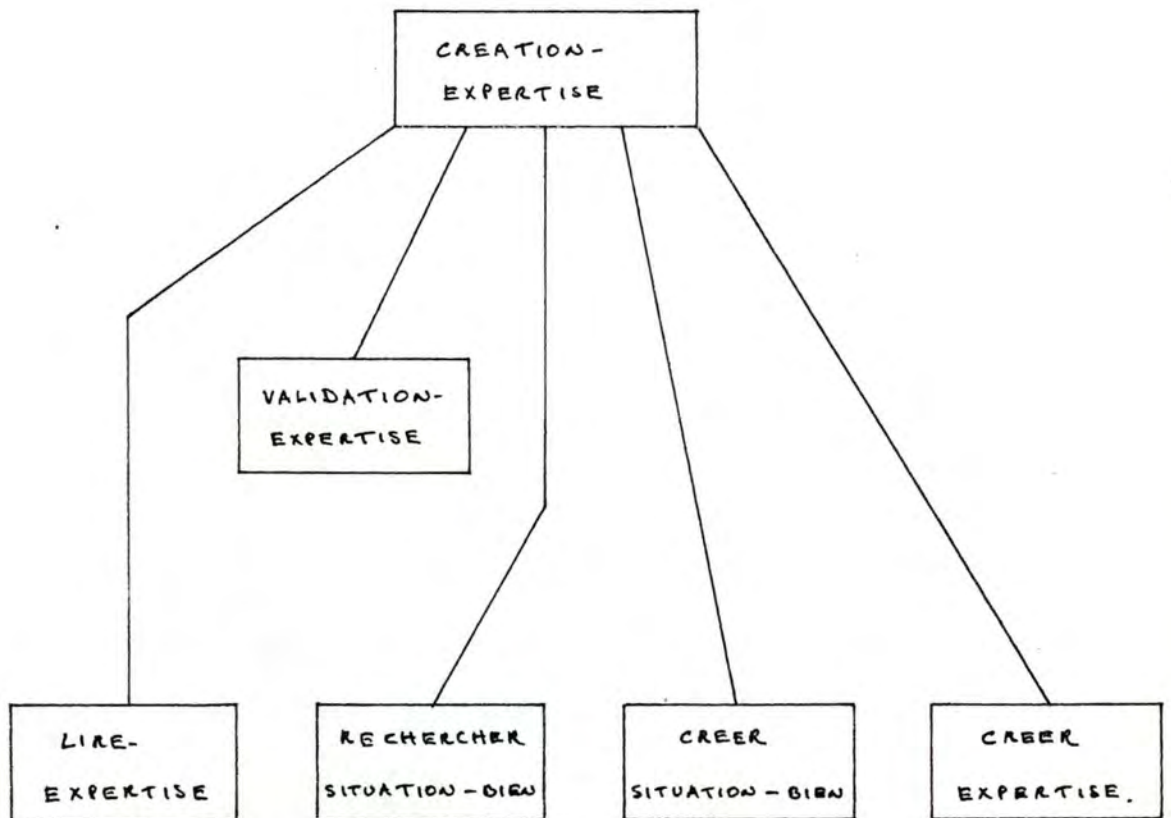 CREATION-
EXPERTISE
VALIDATION-
EXPERTISE
LIRE-
EXPERTISE
RECHERCHER
SITUATION-BIEN
CREER
SITUATION-BIEN
CREER
EXPERTISE.